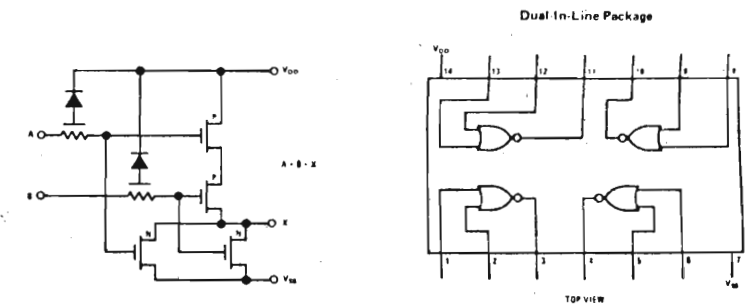 Dual-In-Line Package
VDD
P
A
A · B · X
P
B
X
N
N
VSS
VDD
14 13 12 11 10 9 8
1 2 3 4 5 6 7
VSS
TOP VIEW